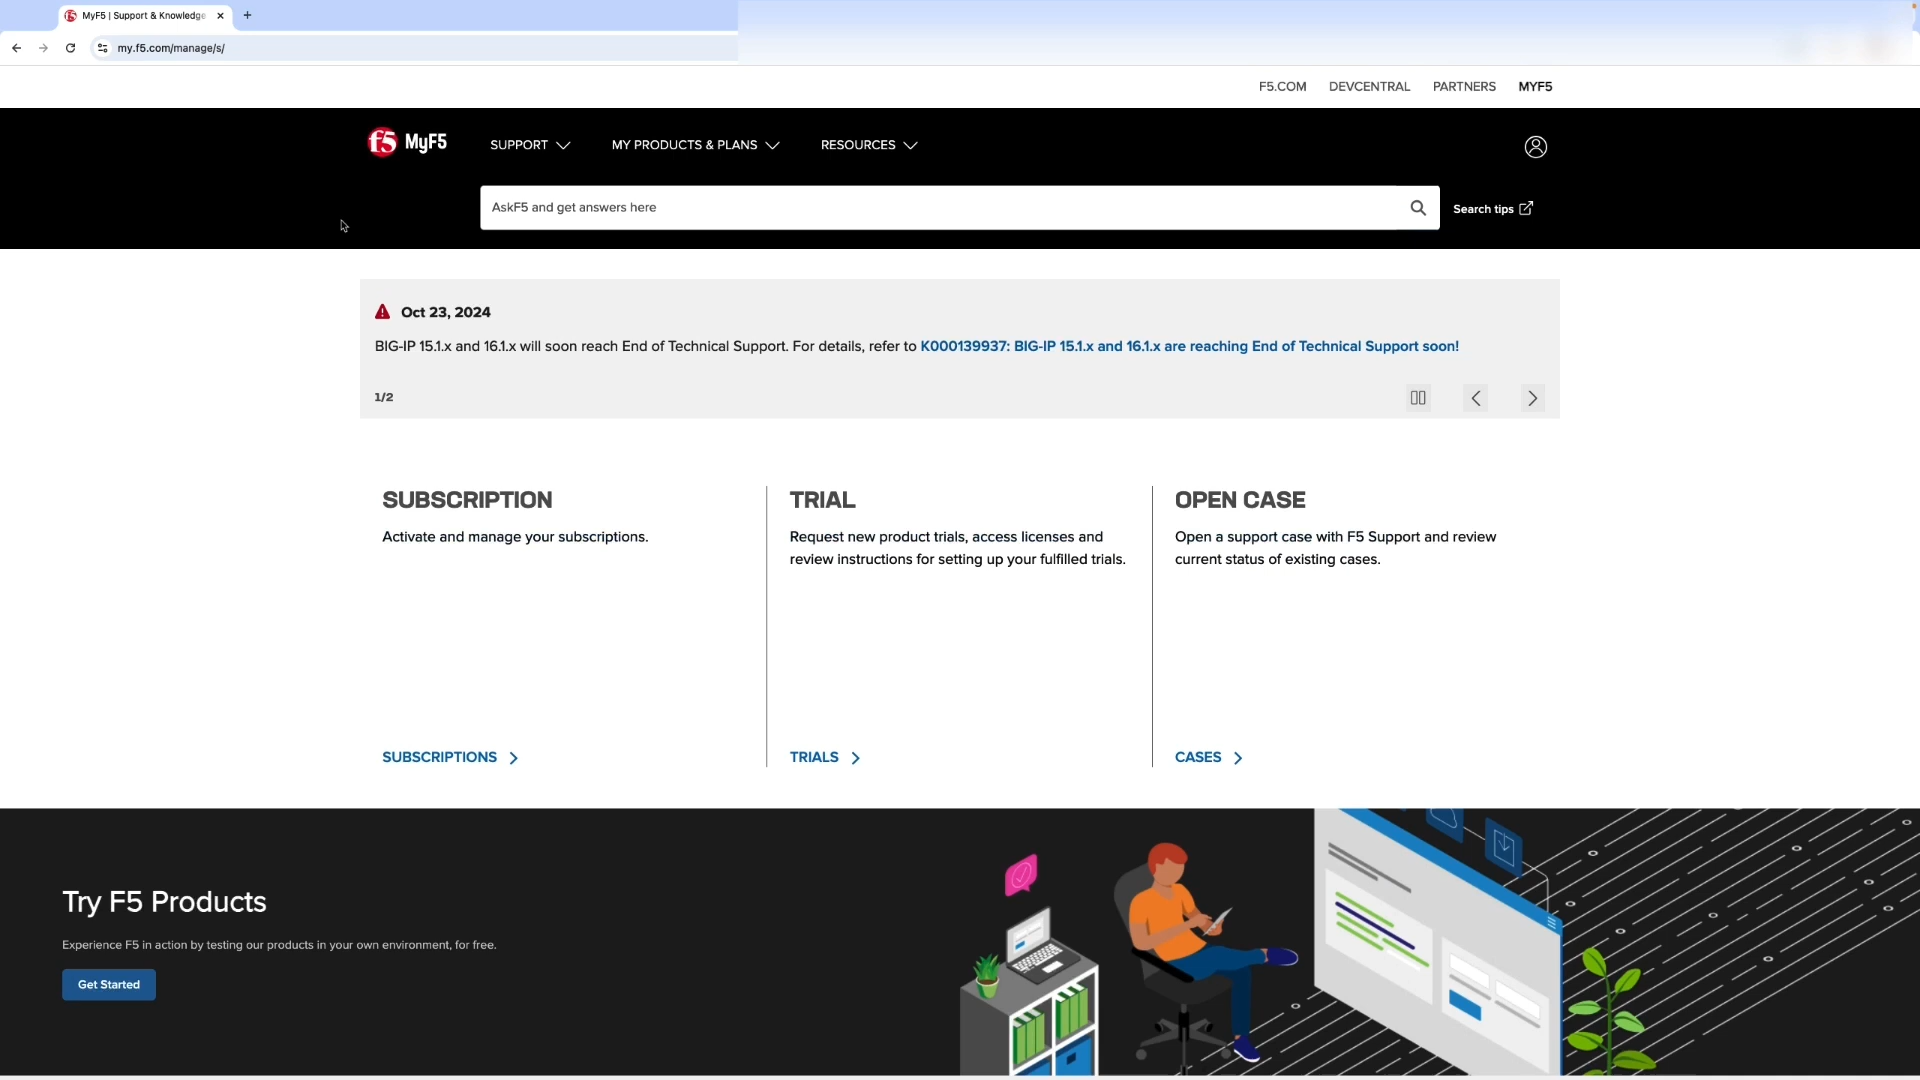 MyF5 | Support & Knowledge
my.f5.com/manage/s/
F5.COM DEVCENTRAL PARTNERS MYF5
f5 MyF5 SUPPORT MY PRODUCTS & PLANS RESOURCES
AskF5 and get answers here
Search tips
Oct 23, 2024
BIG-IP 15.1.x and 16.1.x will soon reach End of Technical Support. For details, refer to K000139937: BIG-IP 15.1.x and 16.1.x are reaching End of Technical Support soon!
1/2
SUBSCRIPTION
Activate and manage your subscriptions.
SUBSCRIPTIONS
TRIAL
Request new product trials, access licenses and
review instructions for setting up your fulfilled trials.
TRIALS
OPEN CASE
Open a support case with F5 Support and review
current status of existing cases.
CASES
Try F5 Products
Experience F5 in action by testing our products in your own environment, for free.
Get Started